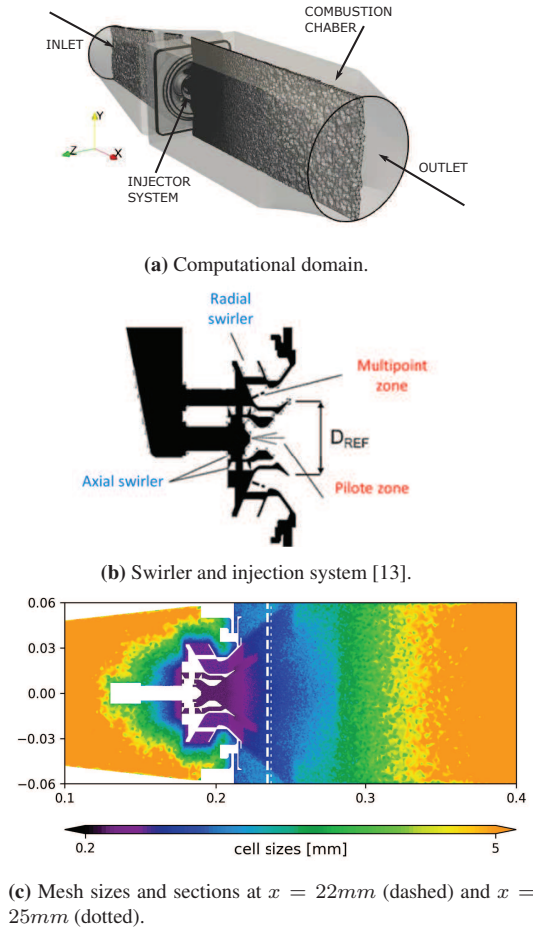 COMBUSTION
CHABER
INLET
Y
Z
X
INJECTOR
SYSTEM
OUTLET
(a) Computational domain.
Radial
swirler
Multipoint
zone
DREF
Axial swirler
Pilote zone
(b) Swirler and injection system [13].
0.06
0.03
0.00
−0.03
−0.06
0.1
0.2
0.3
0.4
0.2
cell sizes [mm]
5
(c) Mesh sizes and sections at x = 22mm (dashed) and x =
25mm (dotted).